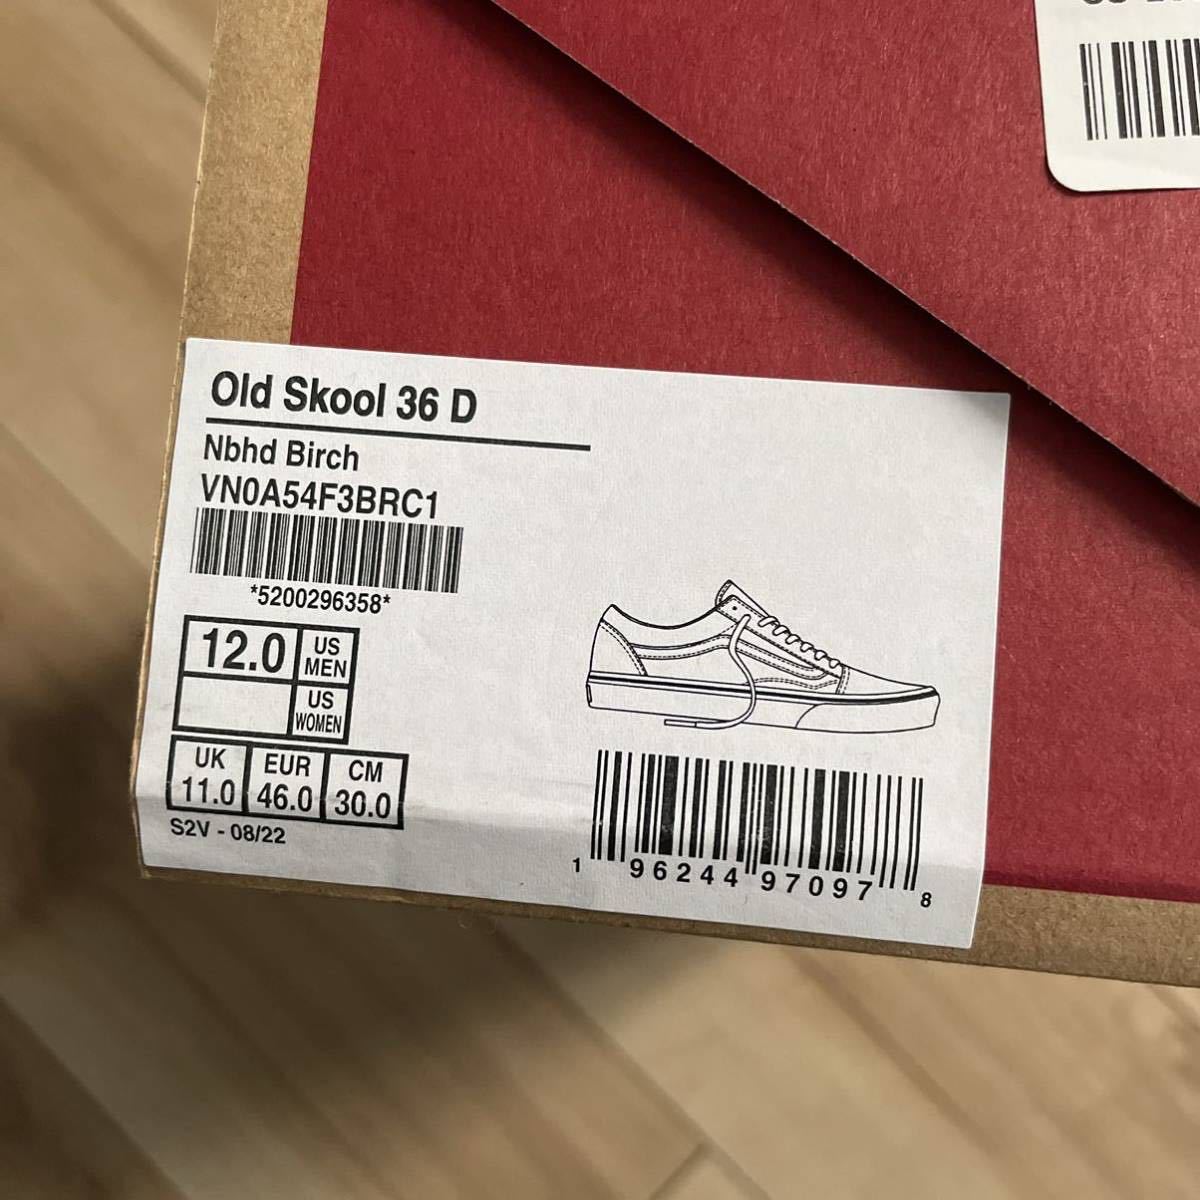 Old Skool 36 D
Nbhd Birch
VN0A54F3BRC1
*5200296358*
12.0 US MEN
US WOMEN
UK EUR CM
11.0 46.0 30.0
S2V - 08/22
1 96244 97097 8